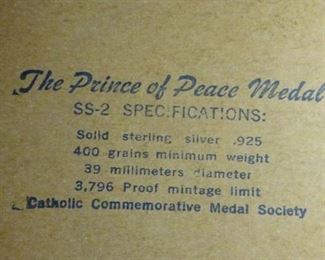 The Prince of Peace Medal
SS-2 SPECIFICATIONS:
Solid sterling silver .925
400 grains minimum weight
39 millimeters diameter
3,796 Proof mintage limit
Catholic Commemorative Medal Society